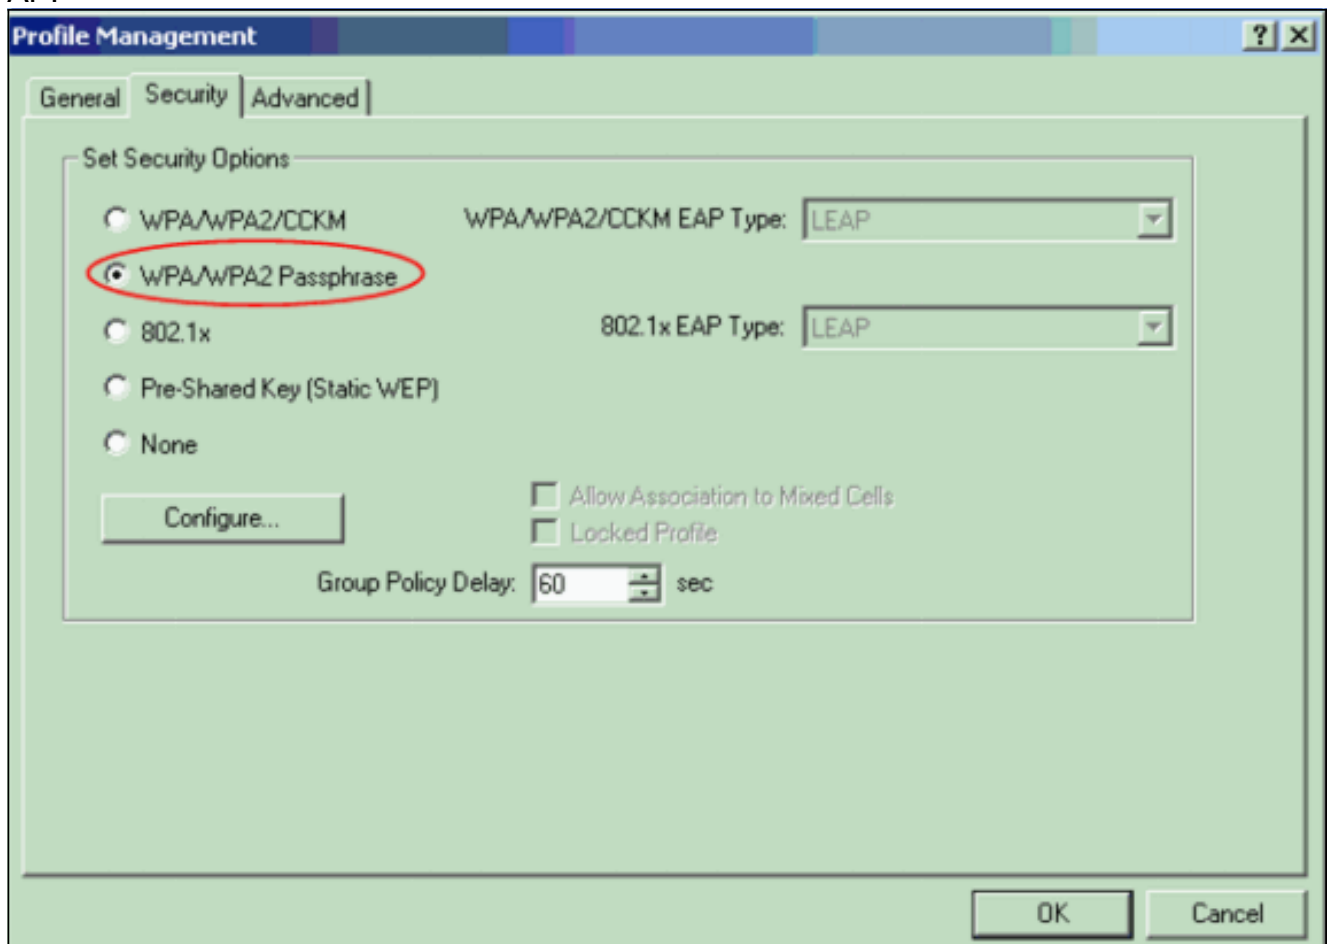 Profile Management
General Security Advanced
Set Security Options
WPA/WPA2/CCKM WPA/WPA2/CCKM EAP Type: LEAP
WPA/WPA2 Passphrase
802.1x 802.1x EAP Type: LEAP
Pre-Shared Key (Static WEP)
None
Allow Association to Mixed Cells
Configure...
Locked Profile
Group Policy Delay: 60 sec
OK Cancel